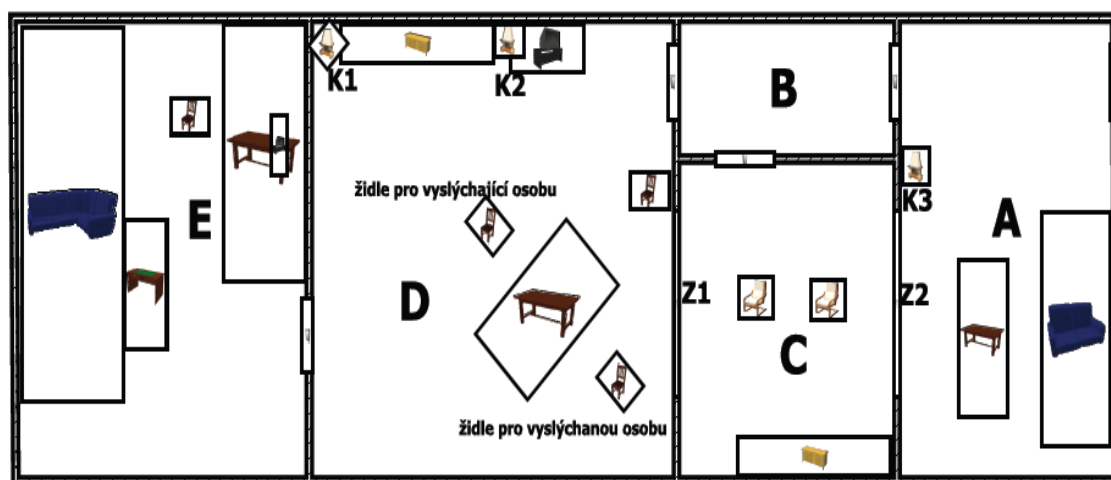 K1
K2
B
židle pro vyslýchající osobu
K3
E
A
D
Z1
Z2
C
židle pro vyslýchanou osobu